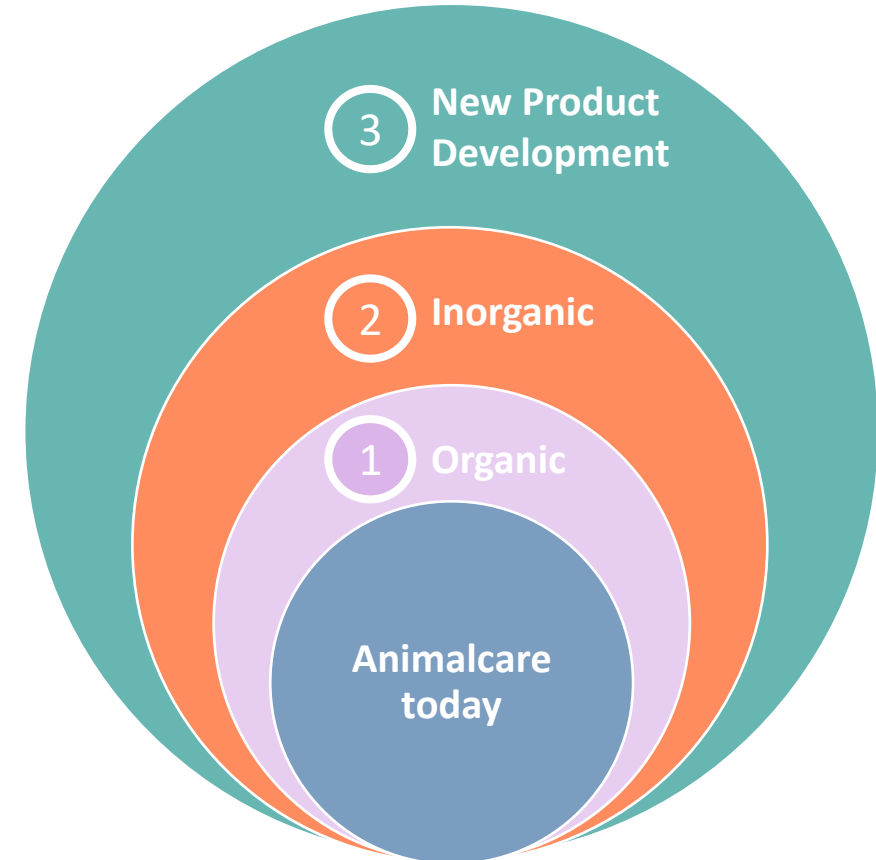 3
New Product
Development
2
Inorganic
1
Organic
Animalcare
today